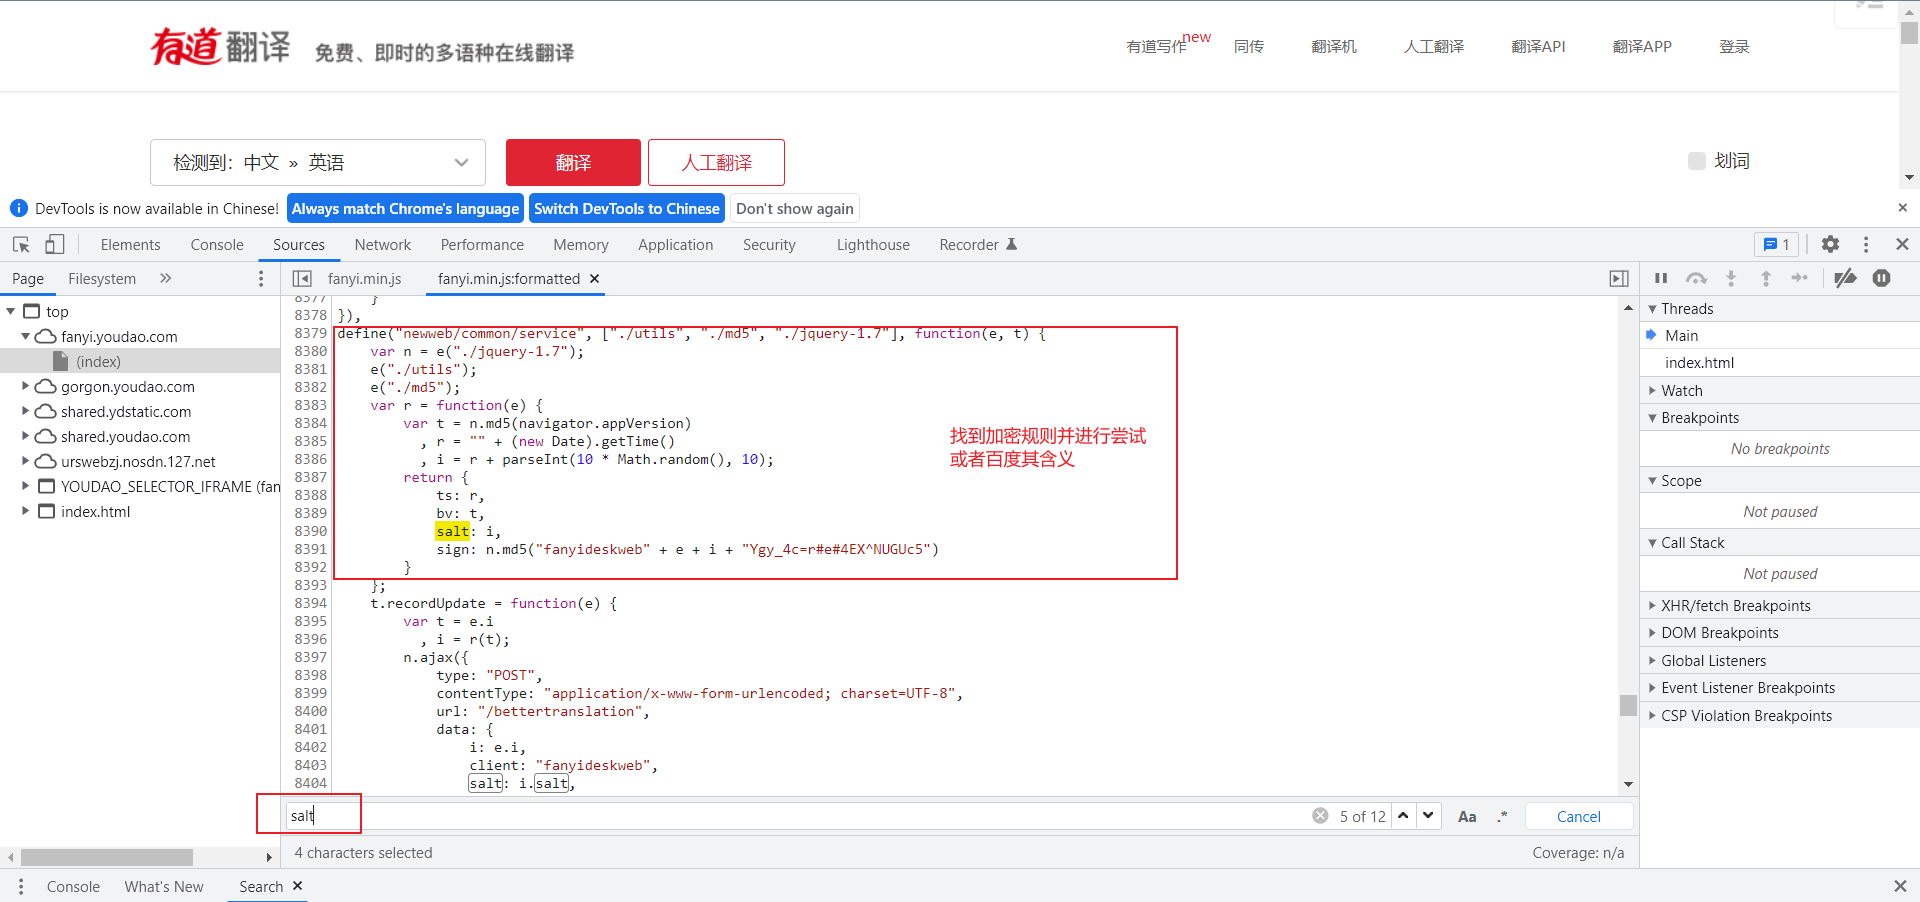 有道翻译 免费、即时的多语种在线翻译
有道写作 new 同传 翻译机 人工翻译 翻译API 翻译APP 登录
检测到：中文 » 英语 翻译 人工翻译 划词
DevTools is now available in Chinese! Always match Chrome's language Switch DevTools to Chinese Don't show again
Elements Console Sources Network Performance Memory Application Security Lighthouse Recorder 1
Page Filesystem » fanyi.min.js fanyi.min.js:formatted
top
fanyi.youdao.com
(index)
gorgon.youdao.com
shared.ydstatic.com
shared.youdao.com
urswebzj.nosdn.127.net
YOUDAO_SELECTOR_IFRAME (fan
index.html
8377 }
8378 }),
8379 define("newweb/common/service", ["./utils", "./md5", "./jquery-1.7"], function(e, t) {
8380 var n = e("./jquery-1.7");
8381 e("./utils");
8382 e("./md5");
8383 var r = function(e) {
8384 var t = n.md5(navigator.appVersion)
8385 , r = "" + (new Date).getTime()
8386 , i = r + parseInt(10 * Math.random(), 10);
8387 return {
8388 ts: r,
8389 bv: t,
8390 salt: i,
8391 sign: n.md5("fanyideskweb" + e + i + "Ygy_4c=r#e#4EX^NUGUc5")
8392 }
8393 };
8394 t.recordUpdate = function(e) {
8395 var t = e.i
8396 , i = r(t);
8397 n.ajax({
8398 type: "POST",
8399 contentType: "application/x-www-form-urlencoded; charset=UTF-8",
8400 url: "/bettertranslation",
8401 data: {
8402 i: e.i,
8403 client: "fanyideskweb",
8404 salt: i.salt,
找到加密规则并进行尝试
或者百度其含义
Threads
Main
index.html
Watch
Breakpoints
No breakpoints
Scope
Not paused
Call Stack
Not paused
XHR/fetch Breakpoints
DOM Breakpoints
Global Listeners
Event Listener Breakpoints
CSP Violation Breakpoints
salt 5 of 12 Aa .* Cancel
4 characters selected Coverage: n/a
Console What's New Search